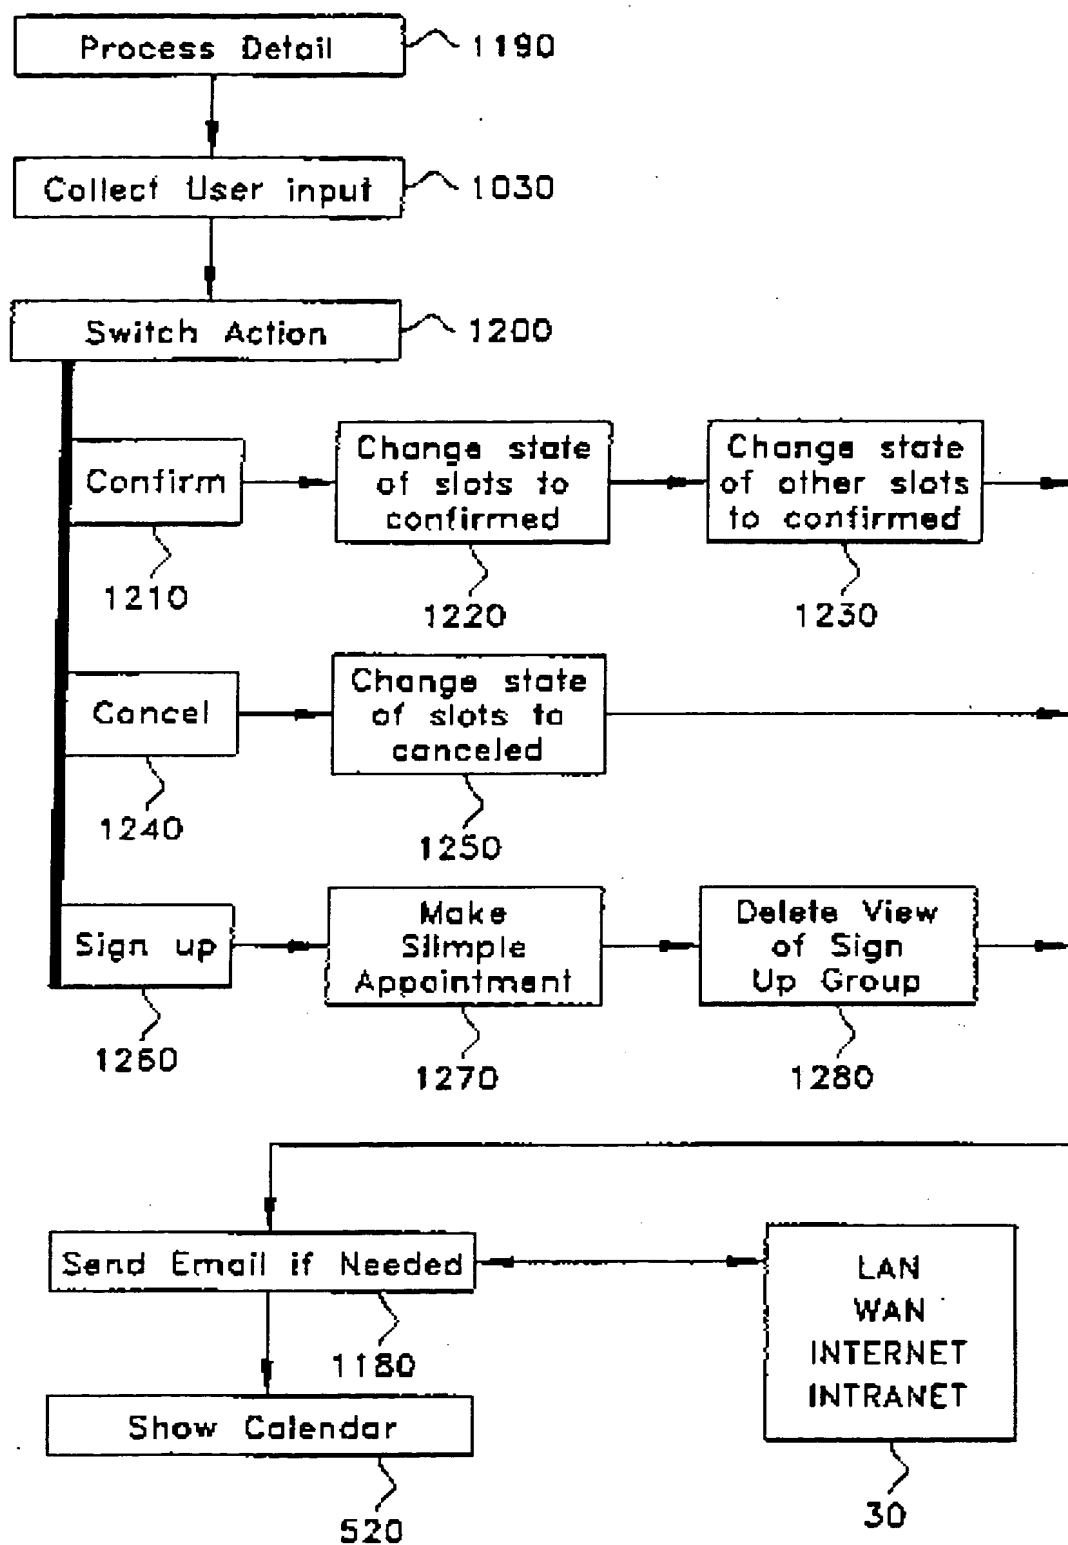 Process Detail
1190
Collect User input
1030
Switch Action
1200
Confirm
1210
Change state
of slots to
confirmed
1220
Change state
of other slots
to confirmed
1230
Cancel
1240
Change state
of slots to
canceled
1250
Sign up
1260
Make
Silmple
Appointment
1270
Delete View
of Sign
Up Group
1280
Send Email if Needed
1180
LAN
WAN
INTERNET
INTRANET
30
Show Calendar
520